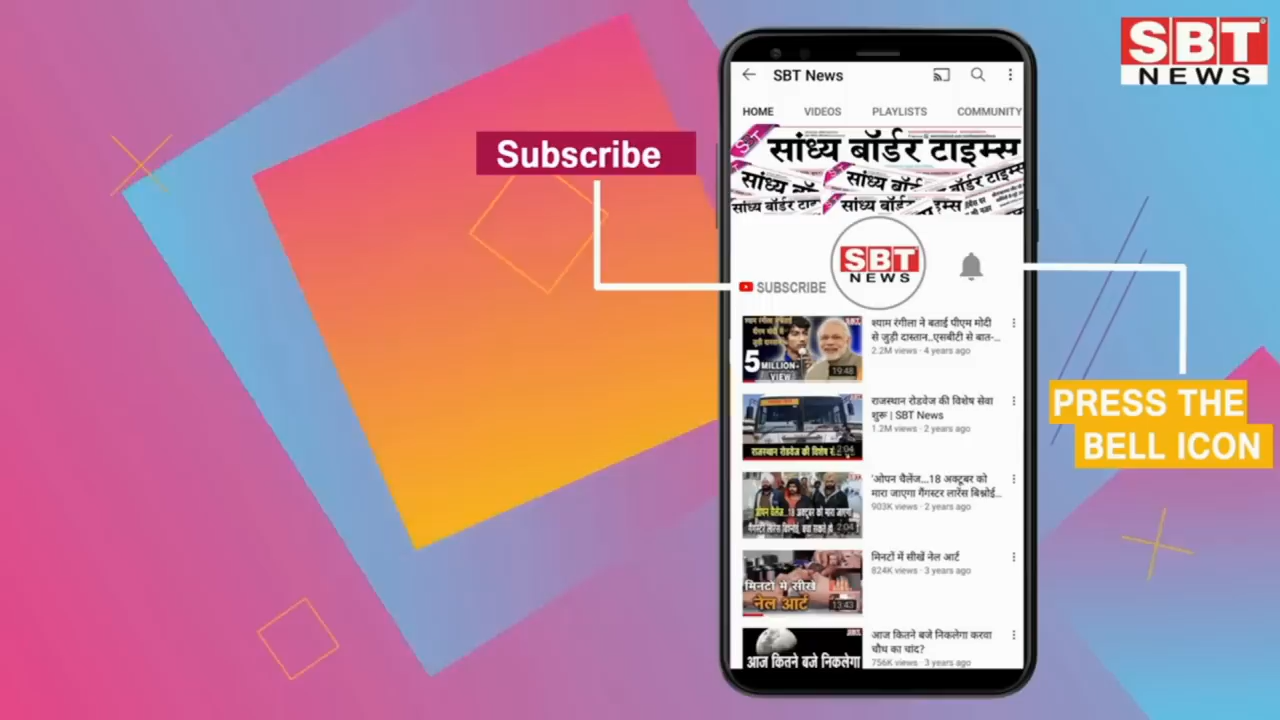 SBT
NEWS
Subscribe
SBT News
HOME VIDEOS PLAYLISTS COMMUNITY
सांध्य बॉर्डर टाइम्स
SUBSCRIBE
SBT
NEWS
PRESS THE
BELL ICON
श्याम रंगीला ने बताई पीएम मोदी
से जुड़ी दास्तान..एसबीटी से बात-...
2.2M views · 4 years ago
5 MILLION+
VIEW
19:48
राजस्थान रोडवेज की विशेष सेवा
शुरू | SBT News
1.2M views · 2 years ago
2:04
'ओपन चैलेंज...18 अक्टूबर को
मारा जाएगा गैंगस्टर लारेंस बिश्नोई...
903K views · 2 years ago
2:04
मिनटों में सीखें नेल आर्ट
824K views · 3 years ago
मिनटों मे सीखे
नेल आर्ट
13:43
आज कितने बजे निकलेगा करवा
चौथ का चांद?
756K views · 3 years ago
आज कितने बजे निकलेगा